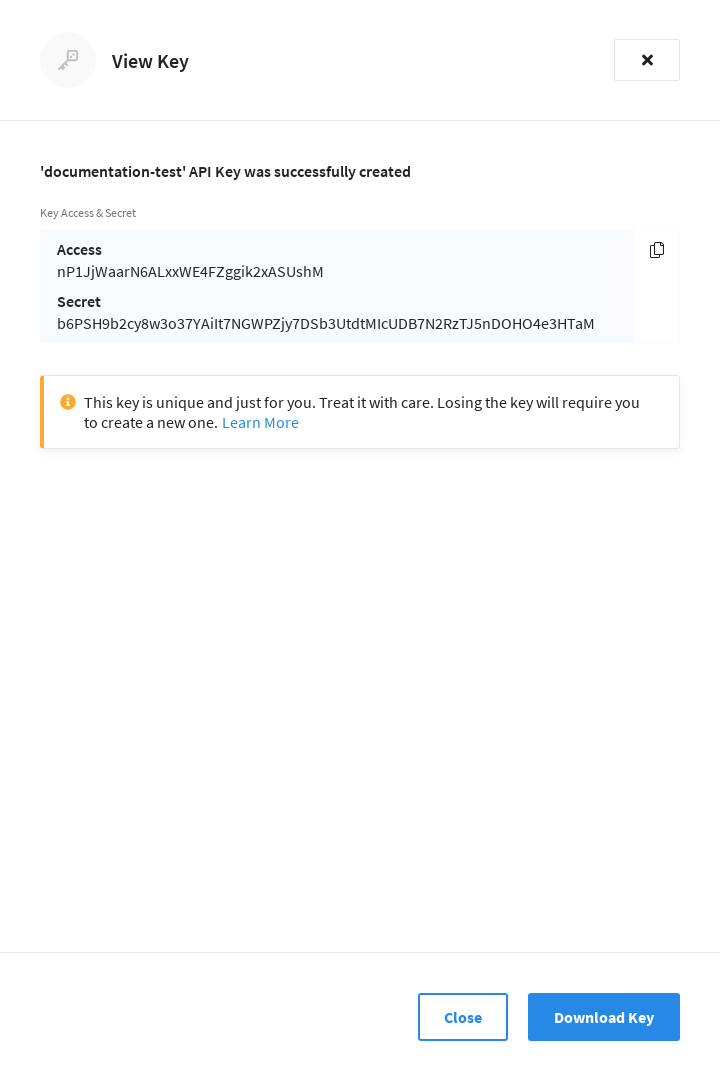 View Key
'documentation-test' API Key was successfully created
Key Access & Secret
Access
nP1JjWaarN6ALxxWE4FZggik2xASUshM
Secret
b6PSH9b2cy8w3o37YAiIt7NGWPZjy7DSb3UtdtMIcUDB7N2RzTJ5nDOHO4e3HTaM
This key is unique and just for you. Treat it with care. Losing the key will require you
to create a new one. Learn More
Close
Download Key